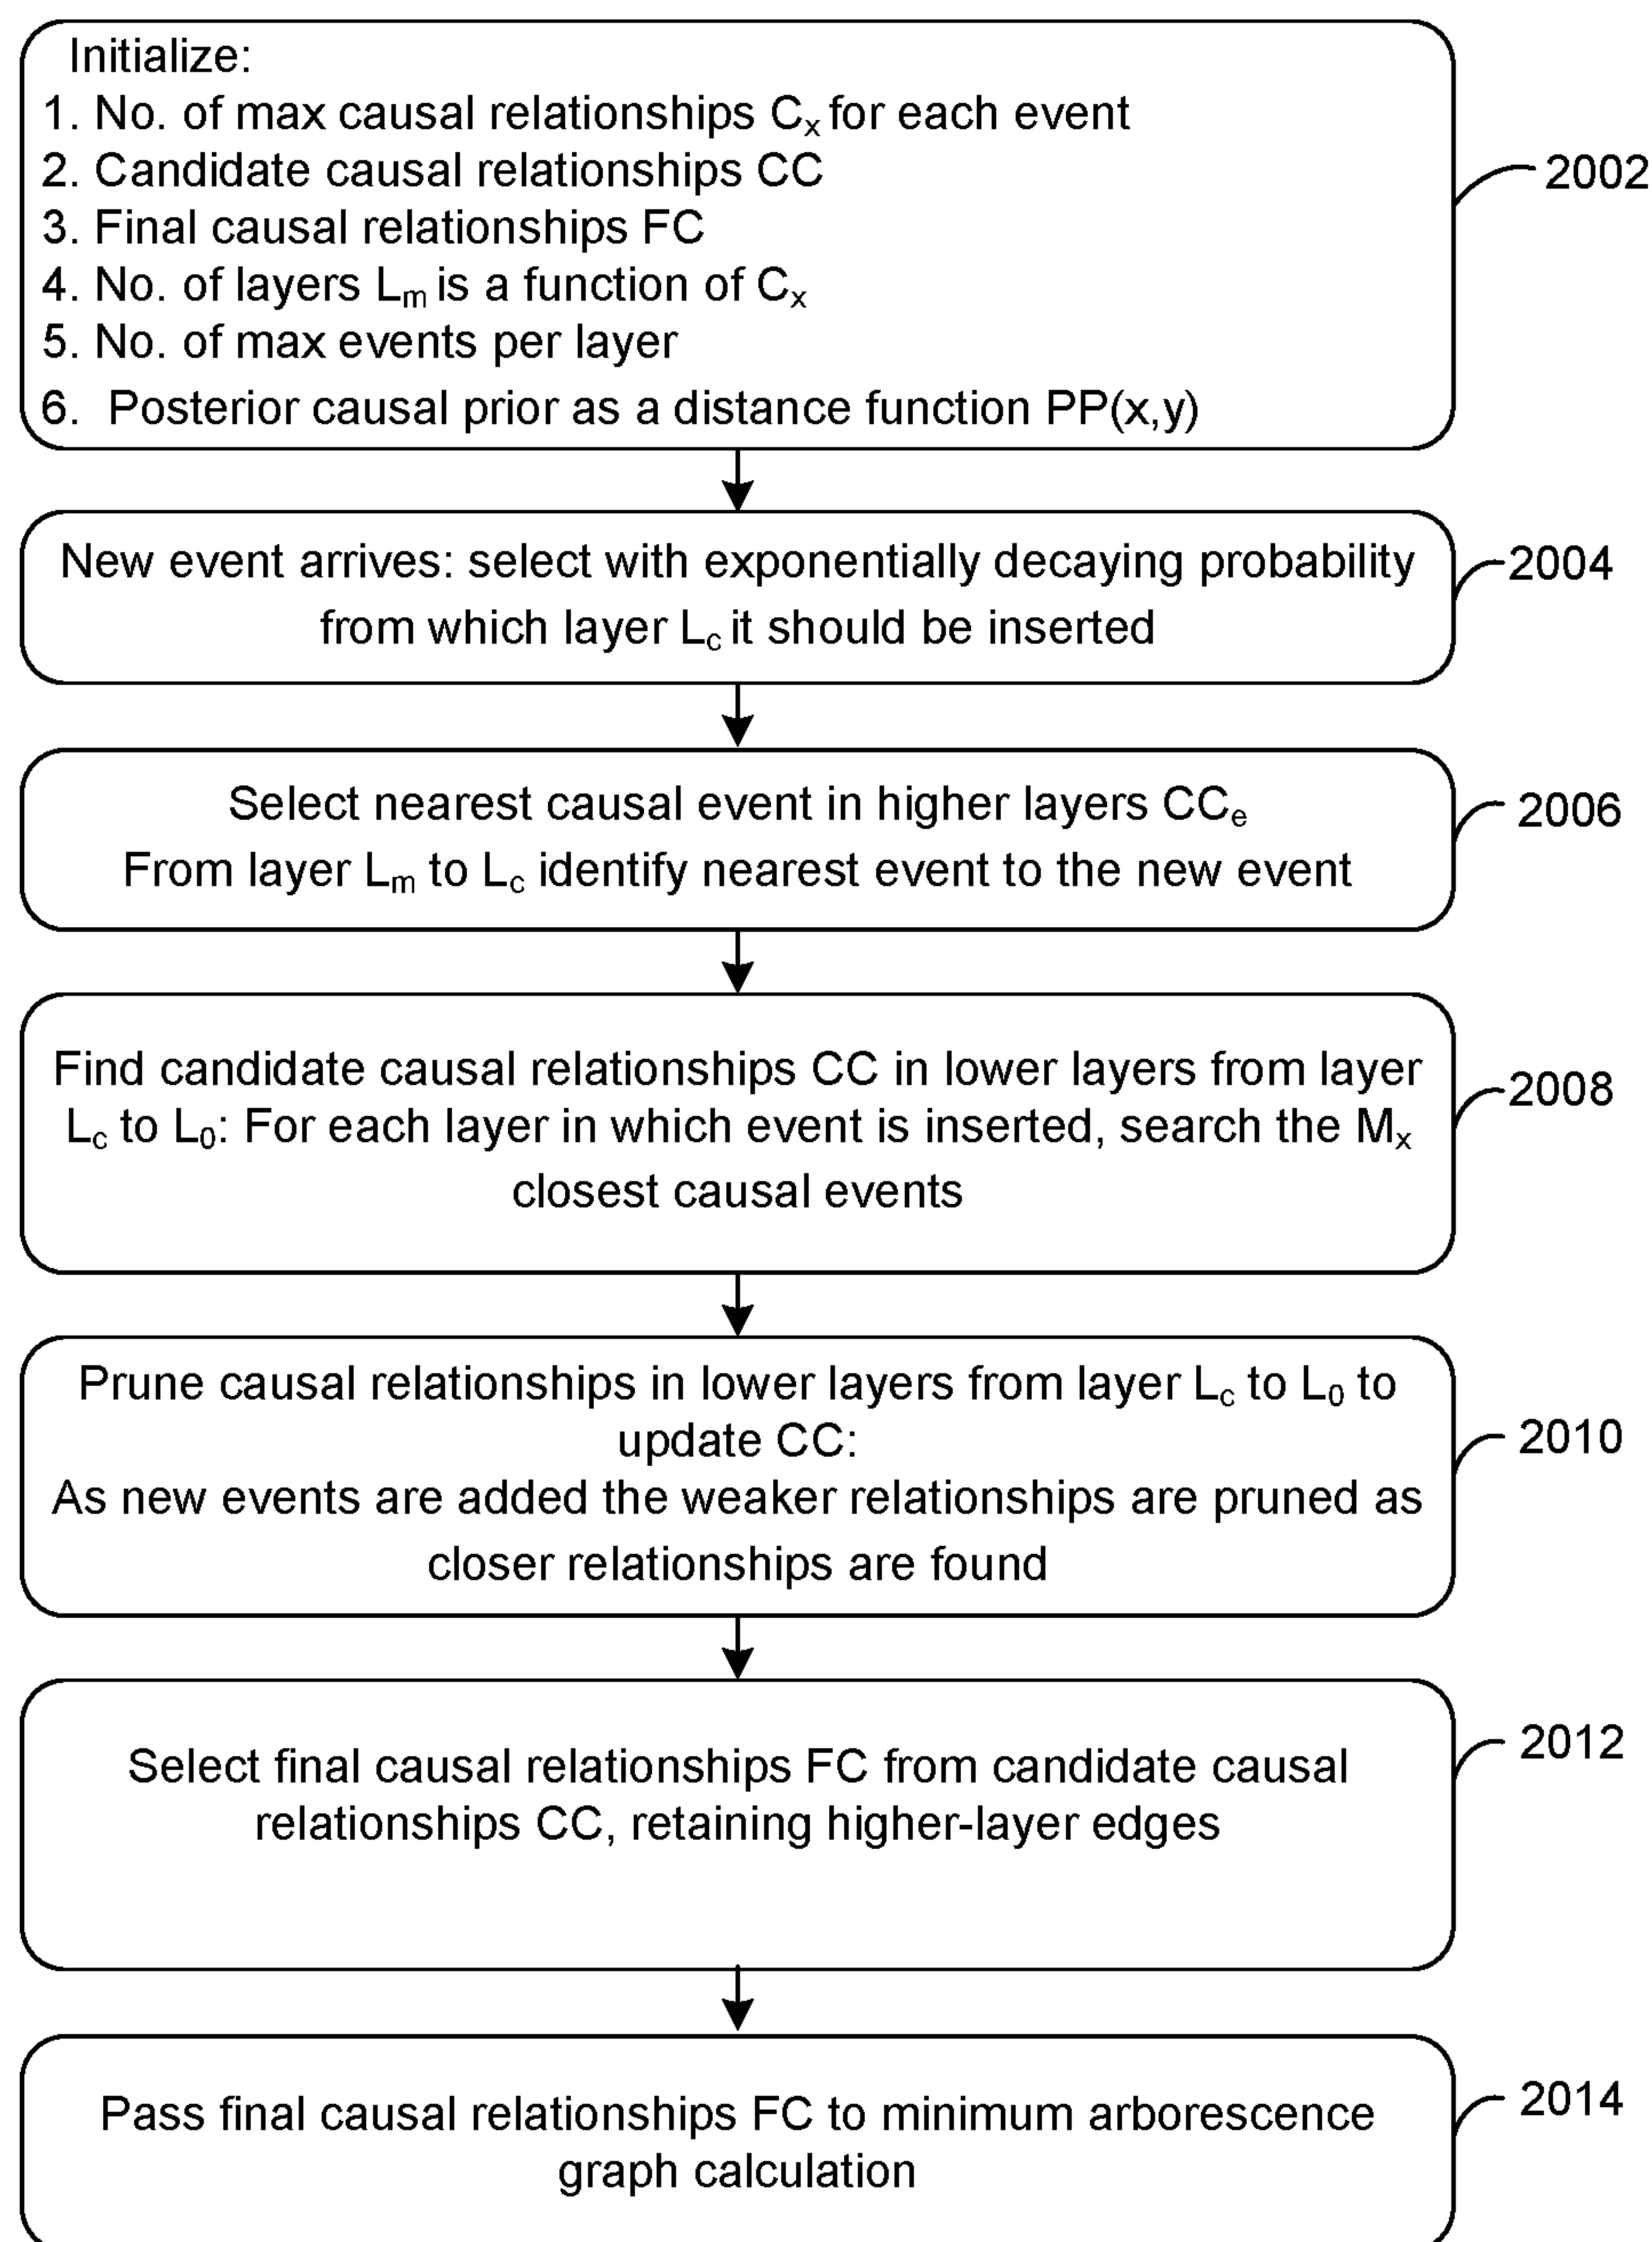 Initialize:
1. No. of max causal relationships Cx for each event
2. Candidate causal relationships CC
3. Final causal relationships FC
4. No. of layers Lm is a function of Cx
5. No. of max events per layer
6. Posterior causal prior as a distance function PP(x,y)
2002
New event arrives: select with exponentially decaying probability
from which layer Lc it should be inserted
2004
Select nearest causal event in higher layers CCe
From layer Lm to Lc identify nearest event to the new event
2006
Find candidate causal relationships CC in lower layers from layer
Lc to L0: For each layer in which event is inserted, search the Mx
closest causal events
2008
Prune causal relationships in lower layers from layer Lc to L0 to
update CC:
As new events are added the weaker relationships are pruned as
closer relationships are found
2010
Select final causal relationships FC from candidate causal
relationships CC, retaining higher-layer edges
2012
Pass final causal relationships FC to minimum arborescence
graph calculation
2014